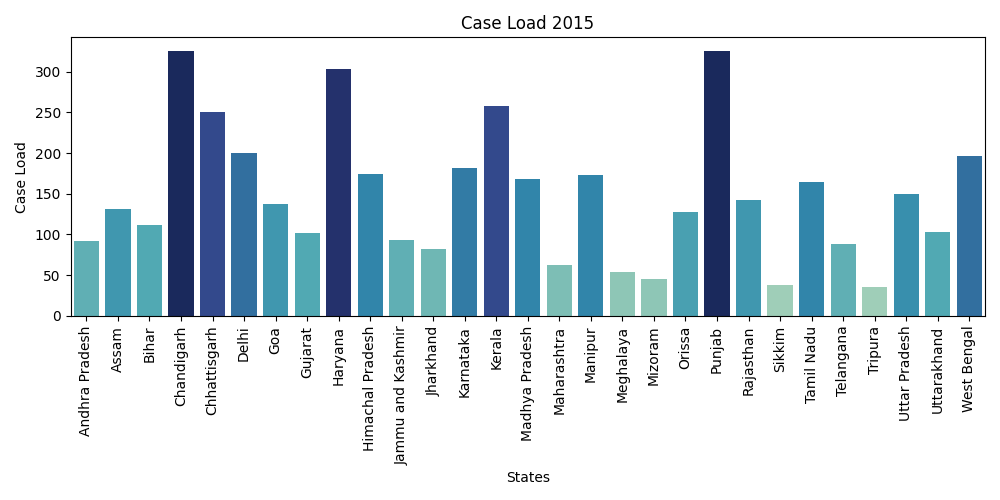 Case Load 2015
Case Load
300
250
200
150
100
50
0
Andhra Pradesh
Assam
Bihar
Chandigarh
Chhattisgarh
Delhi
Goa
Gujarat
Haryana
Himachal Pradesh
Jammu and Kashmir
Jharkhand
Karnataka
Kerala
Madhya Pradesh
Maharashtra
Manipur
Meghalaya
Mizoram
Orissa
Punjab
Rajasthan
Sikkim
Tamil Nadu
Telangana
Tripura
Uttar Pradesh
Uttarakhand
West Bengal
States